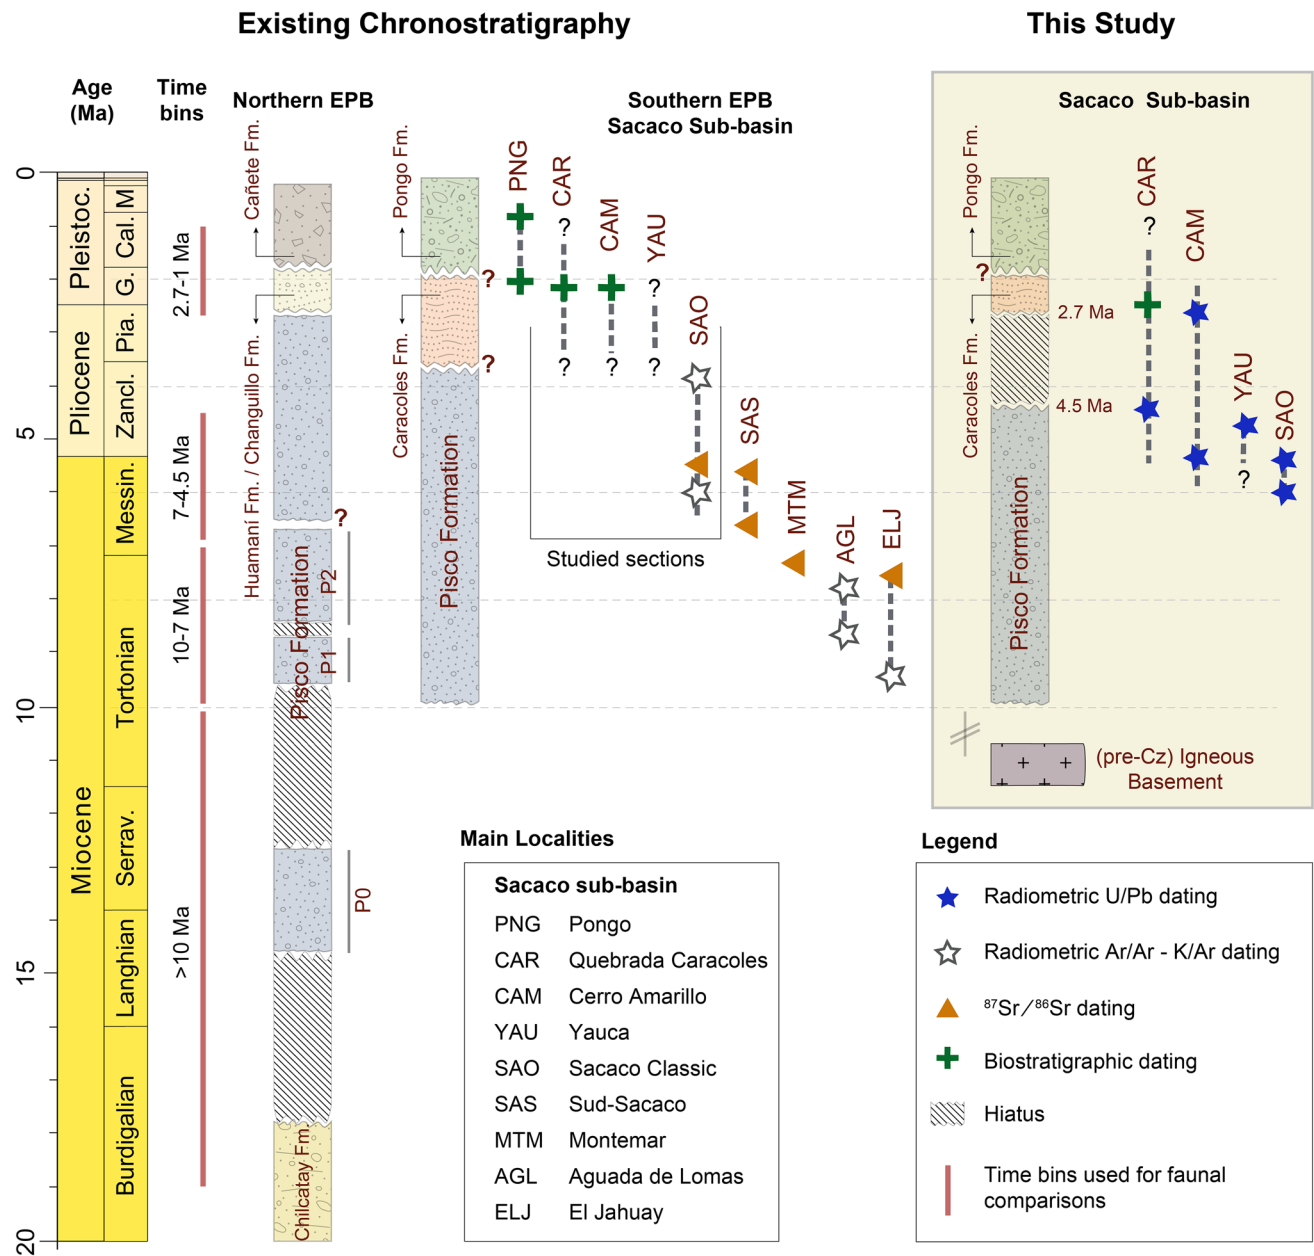 Existing Chronostratigraphy
This Study
Age
(Ma)
Time
bins
Northern EPB
Southern EPB
Sacaco Sub-basin
Sacaco Sub-basin
0
5
10
15
20
Pleistoc.
Pliocene
Miocene
M
Cal.
G.
Pia.
Zancl.
Messin.
Tortonian
Serrav.
Langhian
Burdigalian
2.7-1 Ma
7-4.5 Ma
10-7 Ma
>10 Ma
Cañete Fm.
Huamaní Fm. / Changuillo Fm.
?
Pisco Formation
P2
P1
P0
Chilcatay Fm.
Pongo Fm.
Caracoles Fm.
Pisco Formation
?
?
PNG
CAR
?
?
CAM
?
YAU
?
?
SAO
Studied sections
SAS
MTM
AGL
ELJ
Pongo Fm.
?
Caracoles Fm.
Pisco Formation
2.7 Ma
4.5 Ma
CAR
?
CAM
YAU
?
SAO
(pre-Cz) Igneous
Basement
Main Localities
Sacaco sub-basin
PNG Pongo
CAR Quebrada Caracoles
CAM Cerro Amarillo
YAU Yauca
SAO Sacaco Classic
SAS Sud-Sacaco
MTM Montemar
AGL Aguada de Lomas
ELJ El Jahuay
Legend
Radiometric U/Pb dating
Radiometric Ar/Ar - K/Ar dating
⁸⁷Sr/⁸⁶Sr dating
Biostratigraphic dating
Hiatus
Time bins used for faunal
comparisons